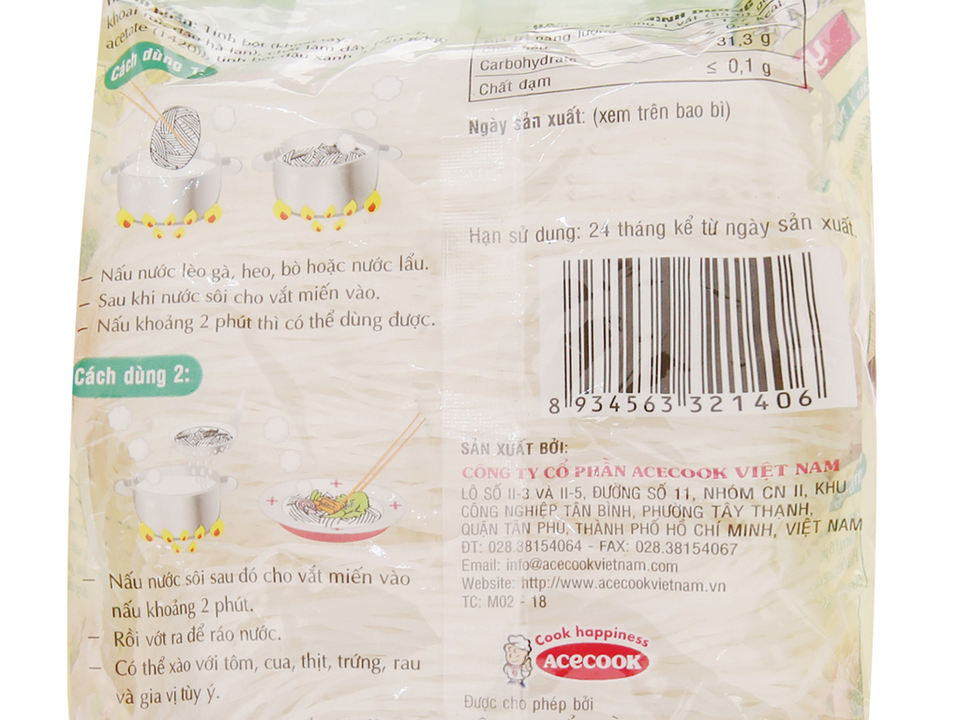 Tinh bột
khoai
acetate (1420)
Cách dùng 1:
– Nấu nước lèo gà, heo, bò hoặc nước lẩu.
– Sau khi nước sôi cho vắt miến vào.
– Nấu khoảng 2 phút thì có thể dùng được.
Cách dùng 2:
– Nấu nước sôi sau đó cho vắt miến vào
nấu khoảng 2 phút.
– Rồi vớt ra để ráo nước.
– Có thể xào với tôm, cua, thịt, trứng, rau
và gia vị tùy ý.
31,3 g
Carbohydrate
≤ 0,1 g
Chất đạm
Ngày sản xuất: (xem trên bao bì)
Hạn sử dụng: 24 tháng kể từ ngày sản xuất.
8 934563 321406
SẢN XUẤT BỞI:
CÔNG TY CỔ PHẦN ACECOOK VIỆT NAM
LÔ SỐ II-3 VÀ II-5, ĐƯỜNG SỐ 11, NHÓM CN II, KHU
CÔNG NGHIỆP TÂN BÌNH, PHƯỜNG TÂY THẠNH,
QUẬN TÂN PHÚ, THÀNH PHỐ HỒ CHÍ MINH, VIỆT NAM
ĐT: 028.38154064 - FAX: 028.38154067
Email: info@acecookvietnam.com
Website: http://www.acecookvietnam.vn
TC: M02 - 18
Cook happiness
ACECOOK
Được cho phép bởi